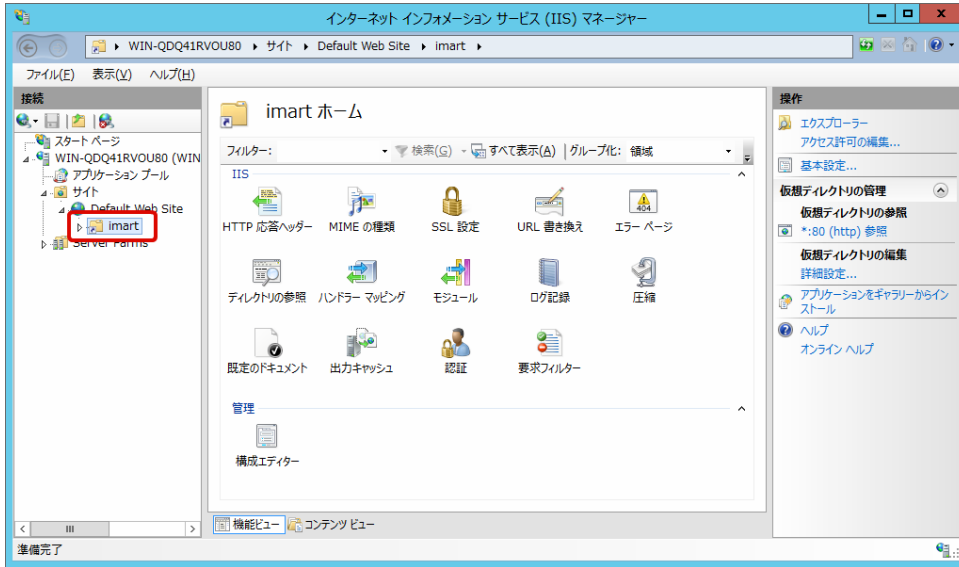 インターネット インフォメーション サービス (IIS) マネージャー
WIN-QDQ41RVOU80 ▸ サイト ▸ Default Web Site ▸ imart ▸
ファイル(F) 表示(V) ヘルプ(H)
接続
スタート ページ
WIN-QDQ41RVOU80 (WIN
アプリケーション プール
サイト
Default Web Site
imart
Server Farms
imart ホーム
フィルター: 検索(G) すべて表示(A) グループ化: 領域
IIS
HTTP 応答ヘッダー MIME の種類 SSL 設定 URL 書き換え エラー ページ
404
ディレクトリの参照 ハンドラー マッピング モジュール ログ記録 圧縮
既定のドキュメント 出力キャッシュ 認証 要求フィルター
管理
構成エディター
機能ビュー コンテンツ ビュー
操作
エクスプローラー
アクセス許可の編集...
基本設定...
仮想ディレクトリの管理
仮想ディレクトリの参照
*:80 (http) 参照
仮想ディレクトリの編集
詳細設定...
アプリケーションをギャラリーからイン
ストール
ヘルプ
オンライン ヘルプ
準備完了